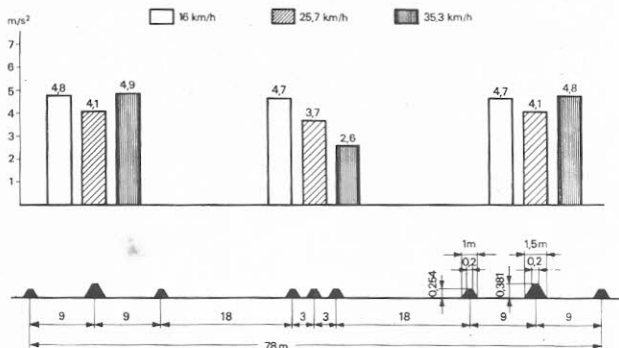 m/s²
16 km/h 25,7 km/h 35,3 km/h
7
6
5
4
3
2
1
4,8 4,1 4,9
4,7 3,7 2,6
4,7 4,1 4,8
1m 1,5m
0,2 0,2
0,254 0,381
9 9 18 3 3 18 9 9
78m